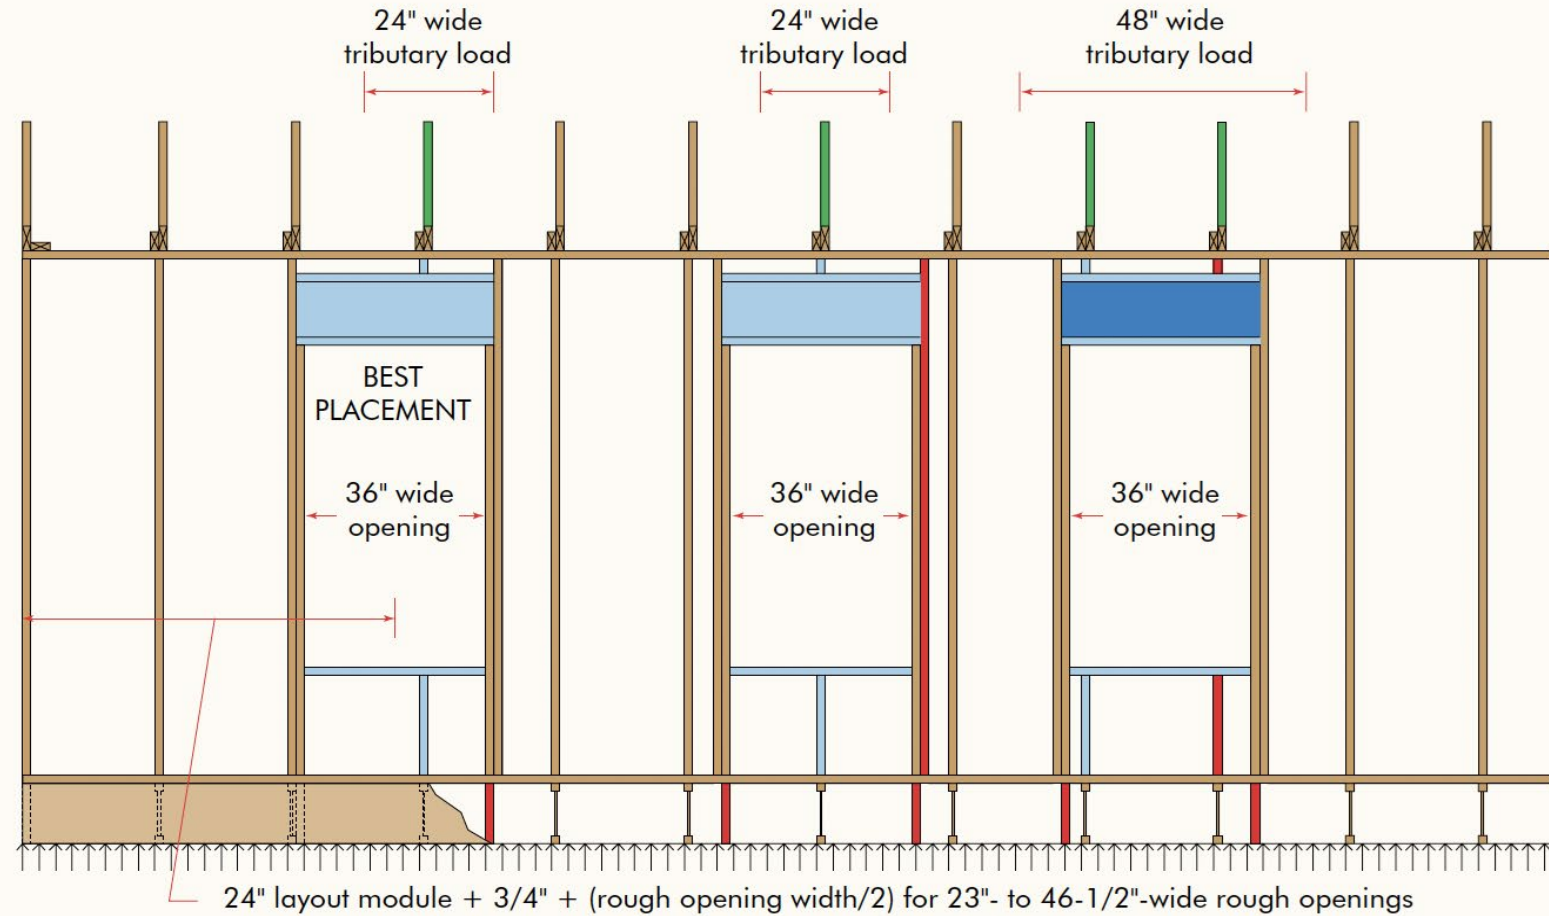 24" wide
tributary load
24" wide
tributary load
48" wide
tributary load
BEST
PLACEMENT
36" wide
opening
36" wide
opening
36" wide
opening
24" layout module + 3/4" + (rough opening width/2) for 23"- to 46-1/2"-wide rough openings